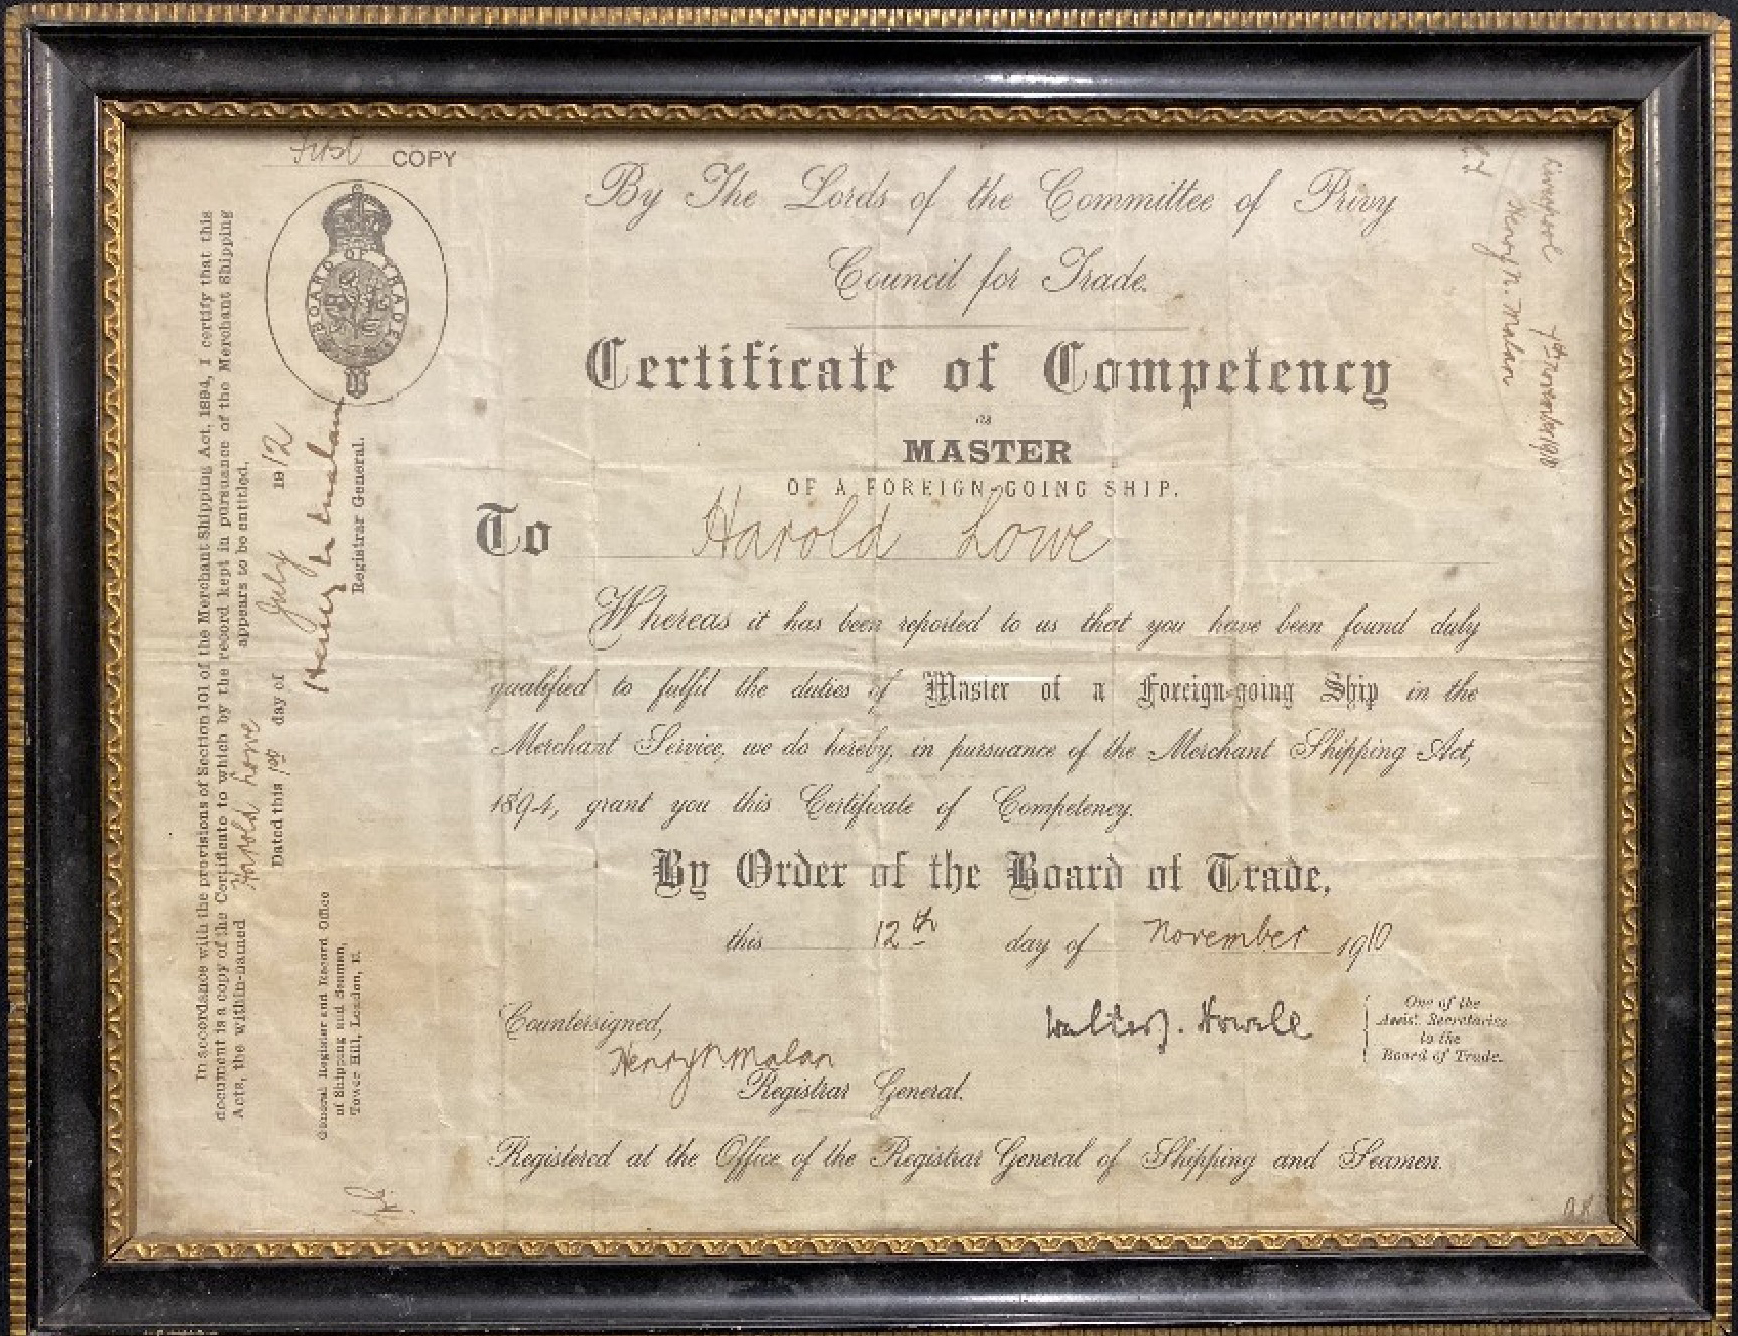 First COPY
BOARD OF TRADE
By The Lords of the Committee of Privy
Council for Trade.
Certificate of Competency
as
MASTER
OF A FOREIGN-GOING SHIP.
To Harold Lowe
Whereas it has been reported to us that you have been found duly
qualified to fulfil the duties of Master of a Foreign-going Ship in the
Merchant Service, we do hereby, in pursuance of the Merchant Shipping Act,
1894, grant you this Certificate of Competency.
By Order of the Board of Trade,
this 12th day of November 1910
Countersigned,
Henry N. Malan
Registrar General.
Walter J. Howell
One of the
Assist. Secretaries
to the
Board of Trade.
Registered at the Office of the Registrar General of Shipping and Seamen.
In accordance with the provisions of Section 101 of the Merchant Shipping Act, 1894, I certify that this
document is a copy of the Certificate to which by the record kept in pursuance of the Merchant Shipping
Acts, the within-named Harold Lowe appears to be entitled.
Dated this 1st day of July 1912
Henry N. Malan
Registrar General.
General Register and Record Office
of Shipping and Seamen,
Tower Hill, London, E.
Liverpool 1st November 1910
Henry N. Malan